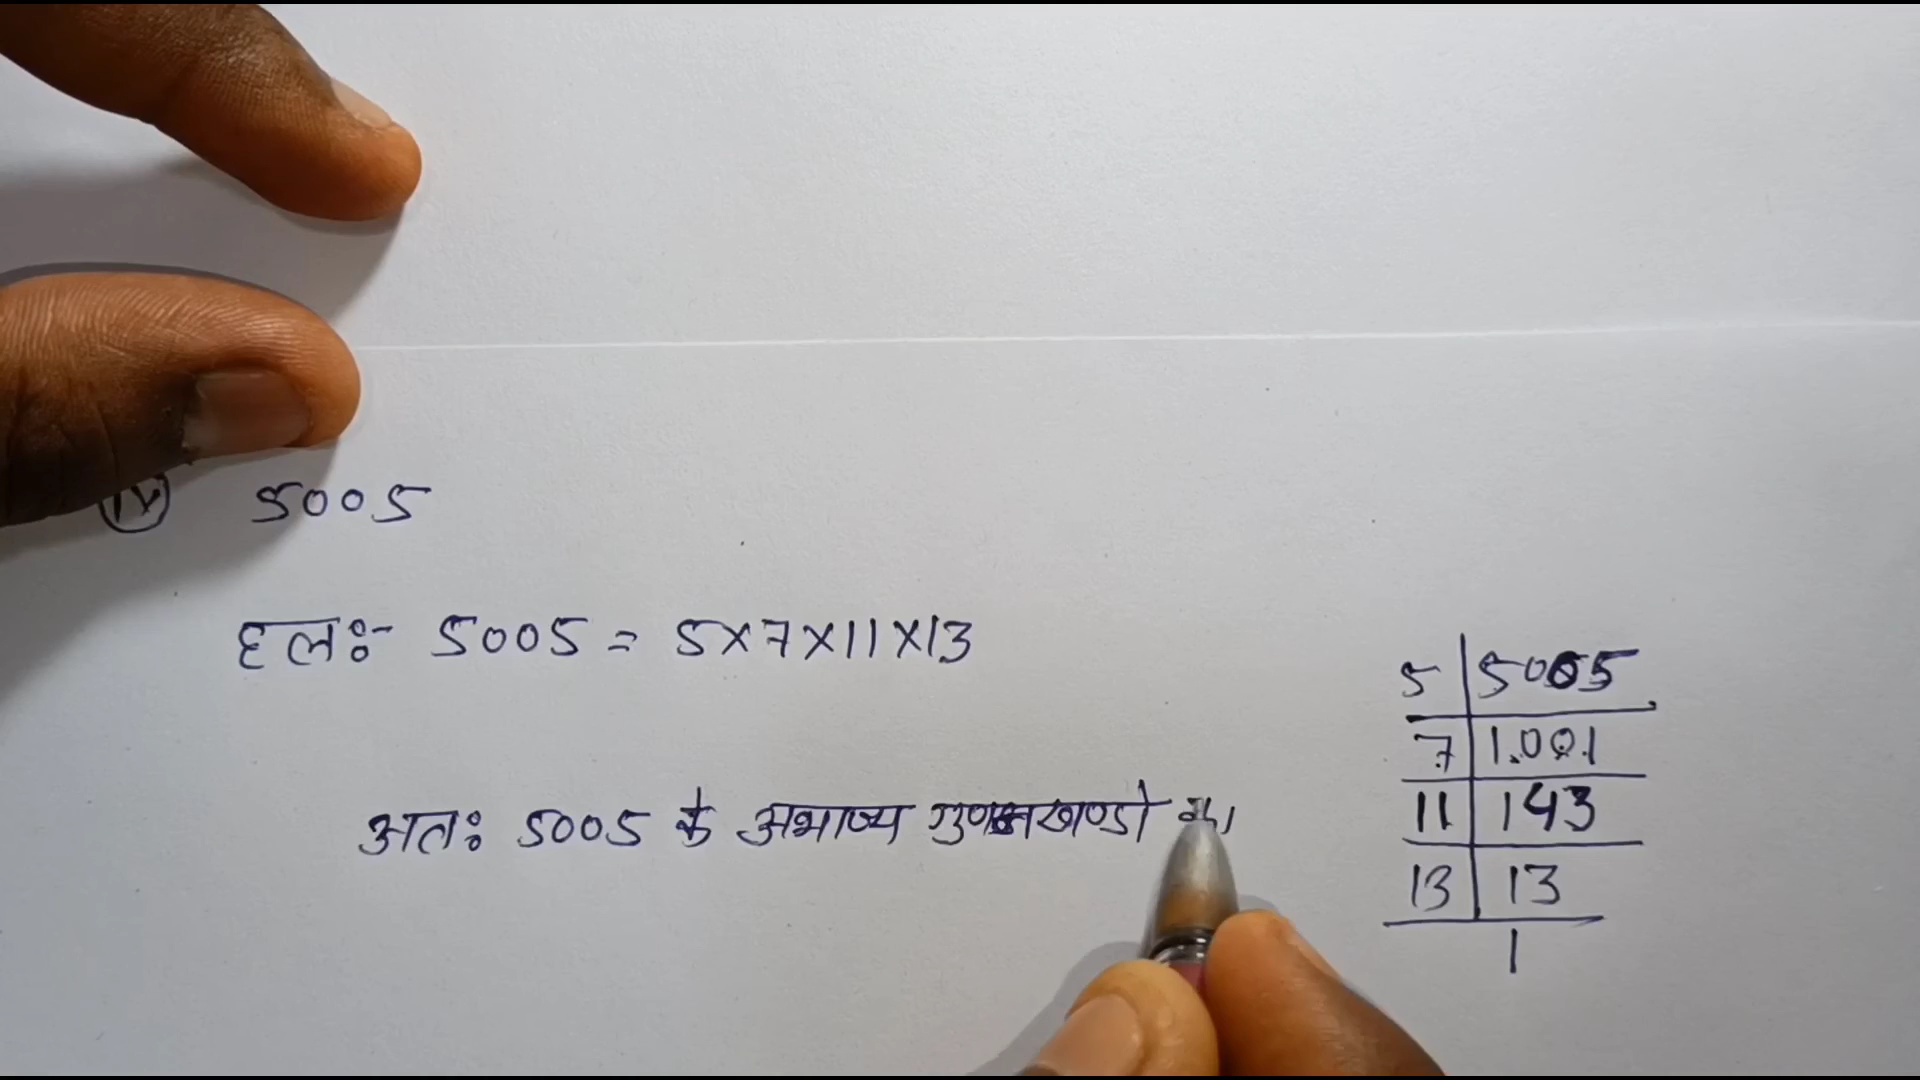 iv 5005
हलः- 5005 = 5×7×11×13
अतः 5005 के अभाज्य गुणनखण्डो
5 | 5005
7 | 1001
11 | 143
13 | 13
1